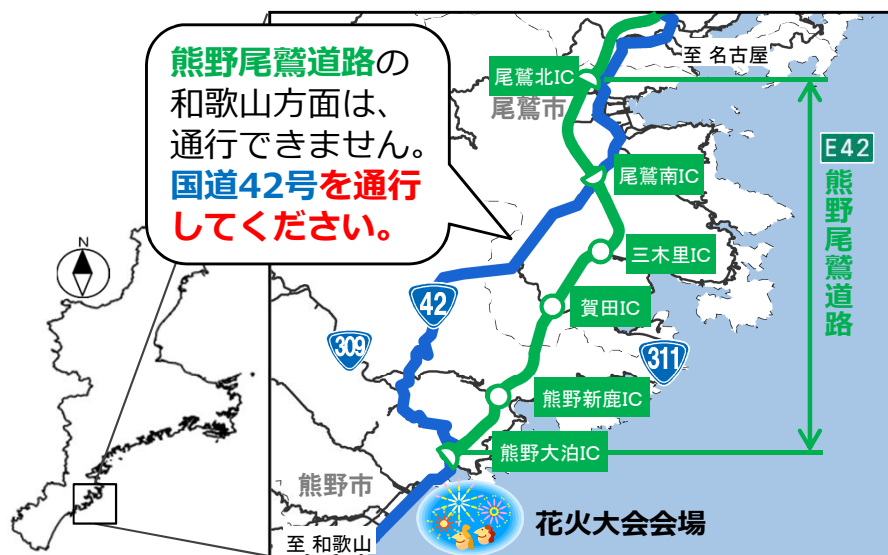 熊野尾鷲道路の
和歌山方面は、
通行できません。
国道42号を通行
してください。
至 名古屋
尾鷲北IC
尾鷲市
E42
熊野尾鷲道路
尾鷲南IC
三木里IC
N
42
賀田IC
309
311
熊野新鹿IC
熊野大泊IC
熊野市
花火大会会場
至 和歌山